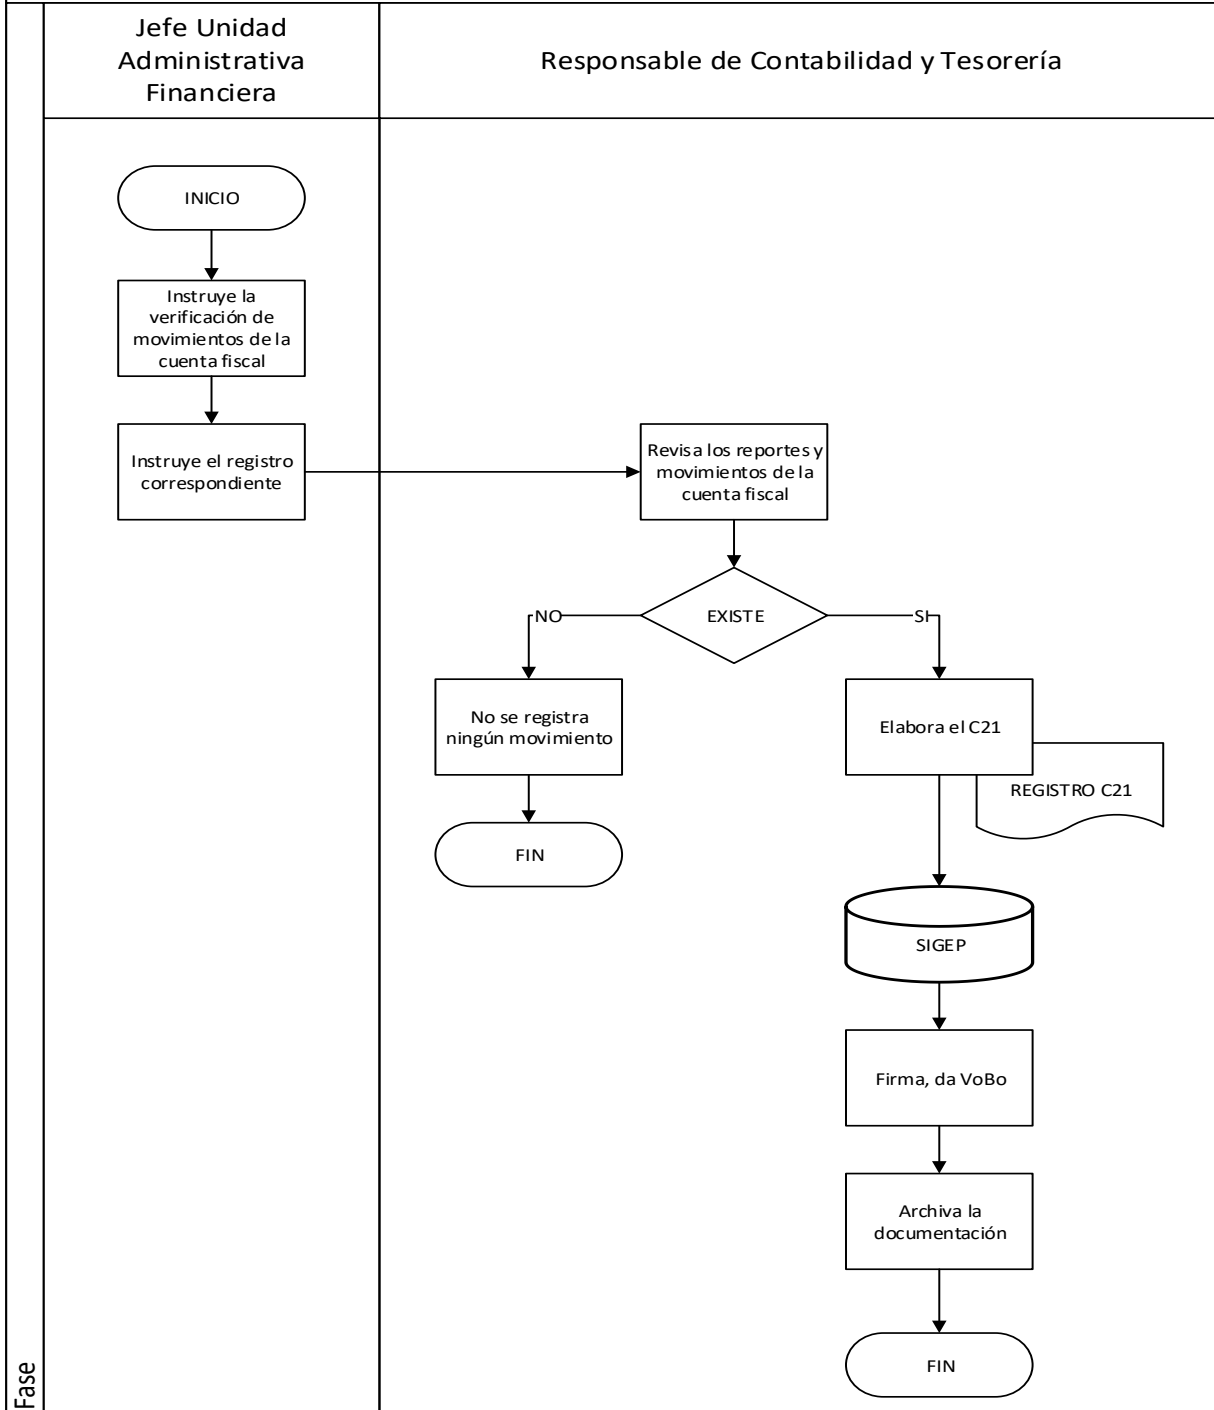 Jefe Unidad
Administrativa
Financiera
Responsable de Contabilidad y Tesorería
INICIO
Instruye la
verificación de
movimientos de la
cuenta fiscal
Instruye el registro
correspondiente
Revisa los reportes y
movimientos de la
cuenta fiscal
EXISTE
NO
SI
No se registra
ningún movimiento
Elabora el C21
REGISTRO C21
FIN
SIGEP
Firma, da VoBo
Archiva la
documentación
FIN
Fase